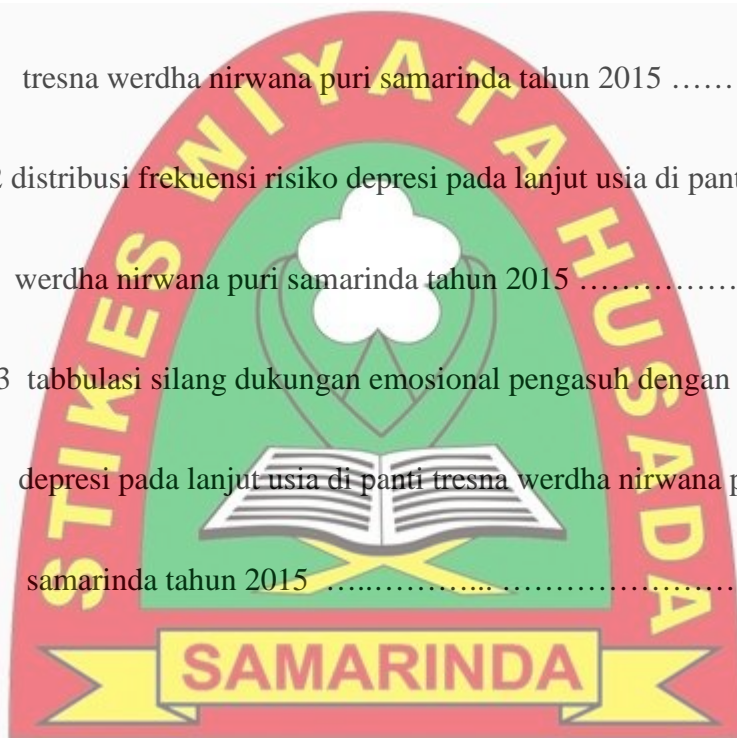 tresna werdha nirwana puri samarinda tahun 2015 ……
2 distribusi frekuensi risiko depresi pada lanjut usia di pant
werdha nirwana puri samarinda tahun 2015 …………….
3 tabbulasi silang dukungan emosional pengasuh dengan
depresi pada lanjut usia di panti tresna werdha nirwana p
samarinda tahun 2015 …..………... …………………
STIKES WIYATA HUSADA
SAMARINDA